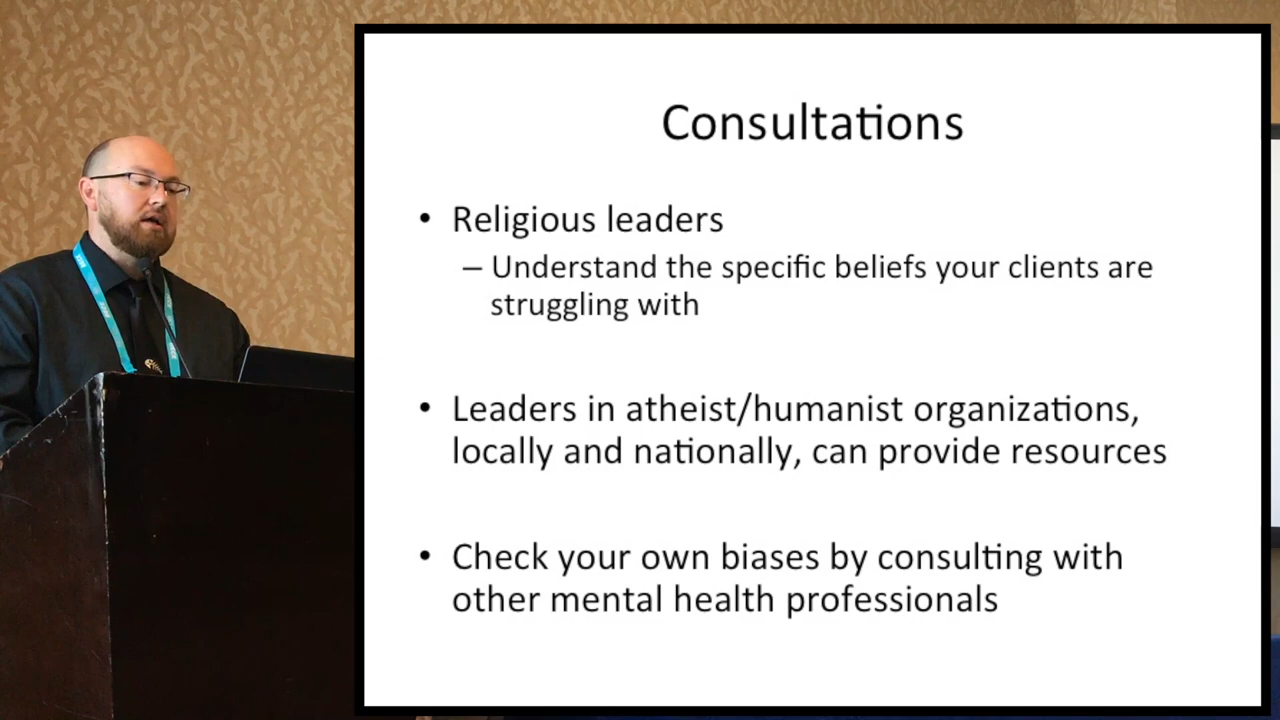 Consultations
• Religious leaders
– Understand the specific beliefs your clients are
struggling with
• Leaders in atheist/humanist organizations,
locally and nationally, can provide resources
• Check your own biases by consulting with
other mental health professionals